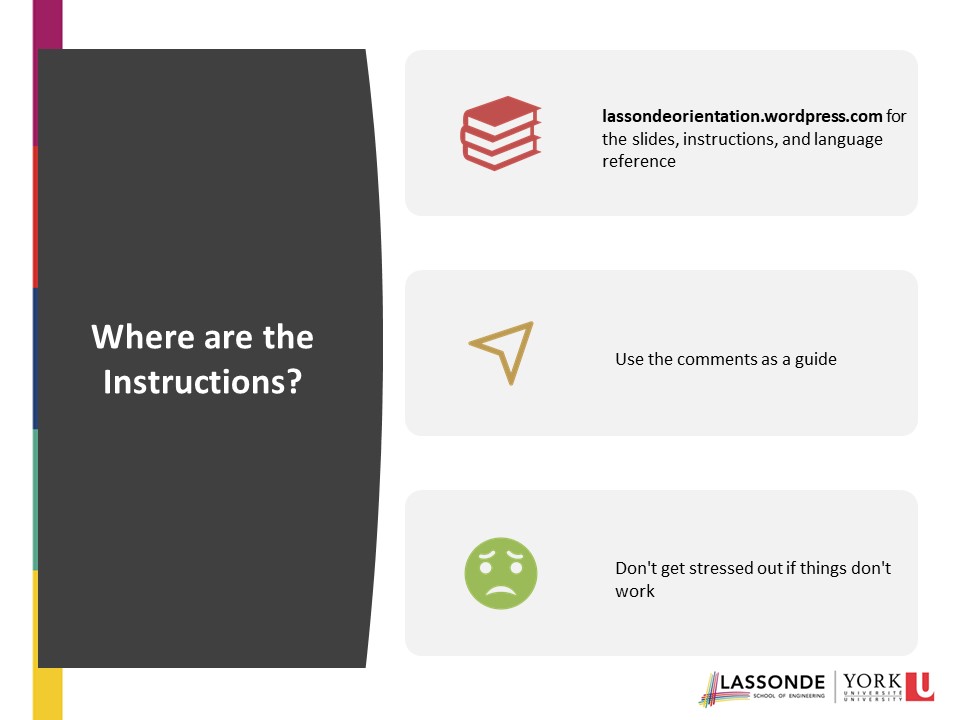 Where are the
Instructions?
lassondeorientation.wordpress.com for
the slides, instructions, and language
reference
Use the comments as a guide
Don't get stressed out if things don't
work
LASSONDE
SCHOOL OF ENGINEERING
YORK
UNIVERSITÉ
UNIVERSITY
U